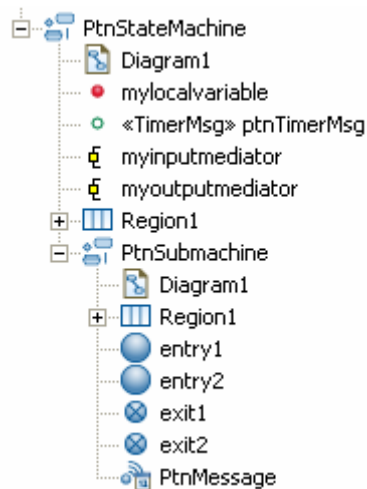 PtnStateMachine
Diagram1
mylocalvariable
«TimerMsg» ptnTimerMsg
myinputmediator
myoutputmediator
Region1
PtnSubmachine
Diagram1
Region1
entry1
entry2
exit1
exit2
PtnMessage